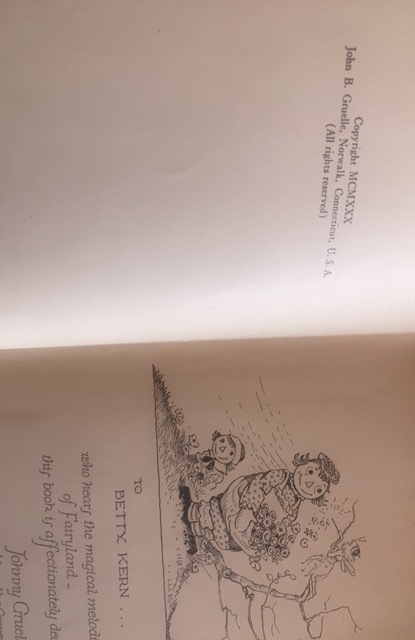 Copyright MCMXXX
John B. Gruelle, Norwalk, Connecticut, U. S. A.
(All rights reserved)
TO
BETTY KERN . . .
who hears the magical melod
of Fairyland -
this book is affectionately de
Johnny Gruel